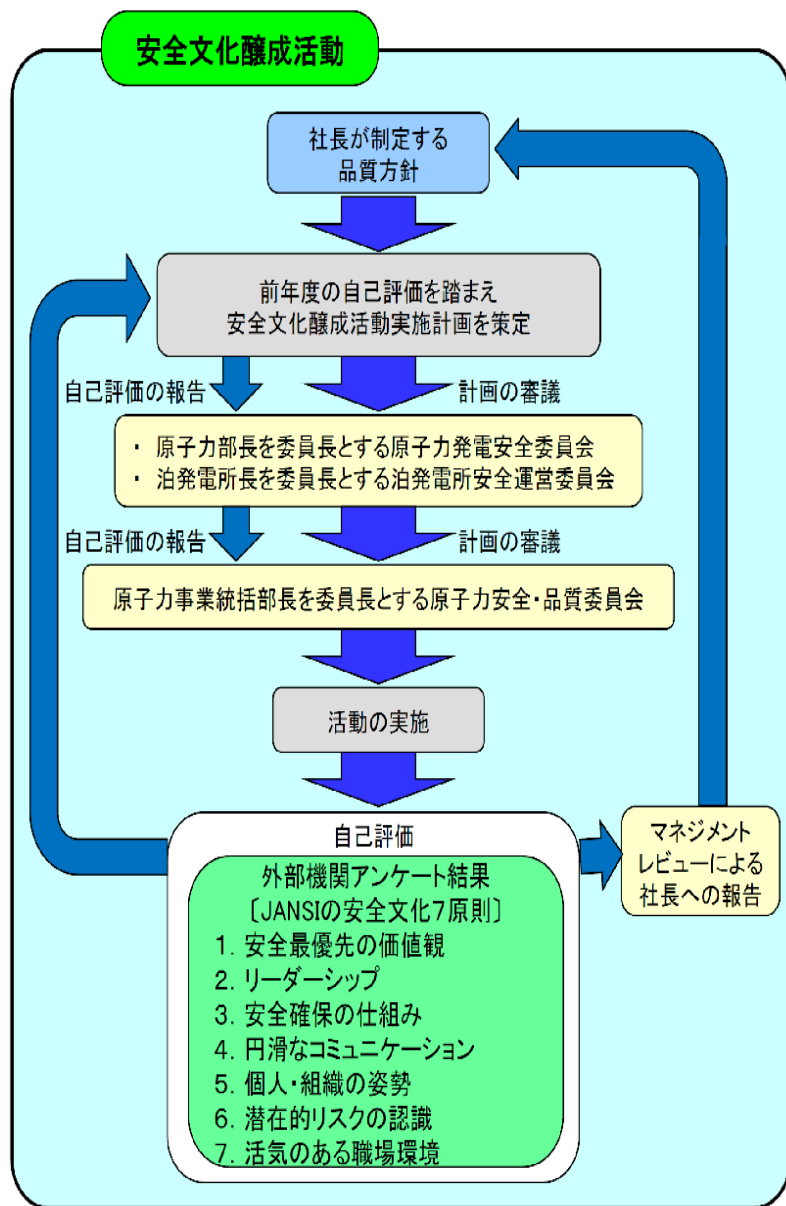 安全文化醸成活動
社長が制定する
品質方針
前年度の自己評価を踏まえ
安全文化醸成活動実施計画を策定
自己評価の報告
計画の審議
・ 原子力部長を委員長とする原子力発電安全委員会
・ 泊発電所長を委員長とする泊発電所安全運営委員会
自己評価の報告
計画の審議
原子力事業統括部長を委員長とする原子力安全・品質委員会
活動の実施
自己評価
外部機関アンケート結果
〔JANSIの安全文化7原則〕
1. 安全最優先の価値観
2. リーダーシップ
3. 安全確保の仕組み
4. 円滑なコミュニケーション
5. 個人・組織の姿勢
6. 潜在的リスクの認識
7. 活気のある職場環境
マネジメント
レビューによる
社長への報告